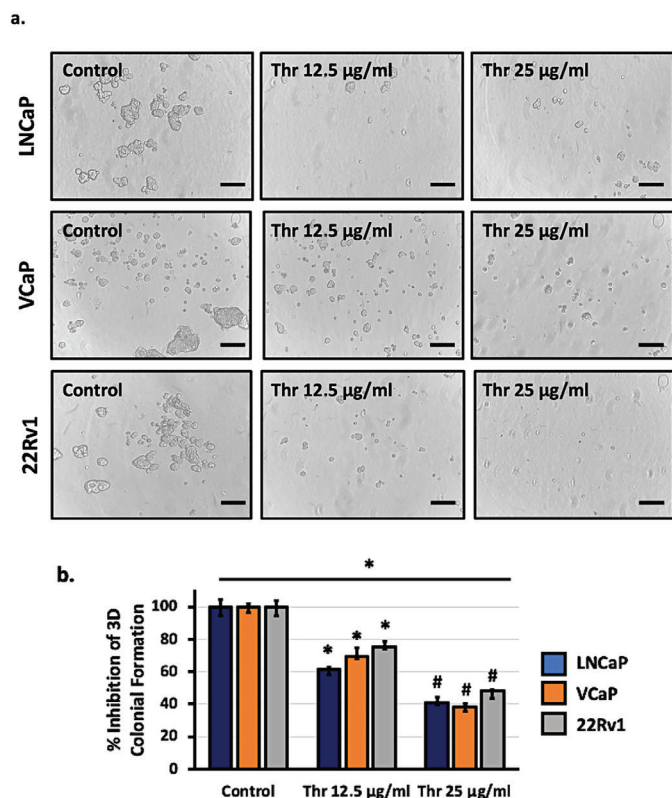 a.
LNCaP
Control
Thr 12.5 µg/ml
Thr 25 µg/ml
VCaP
Control
Thr 12.5 µg/ml
Thr 25 µg/ml
22Rv1
Control
Thr 12.5 µg/ml
Thr 25 µg/ml
b.
*
% Inhibition of 3D
Colonial Formation
100
80
60
40
20
0
* * *
# # #
Control
Thr 12.5 µg/ml
Thr 25 µg/ml
LNCaP
VCaP
22Rv1